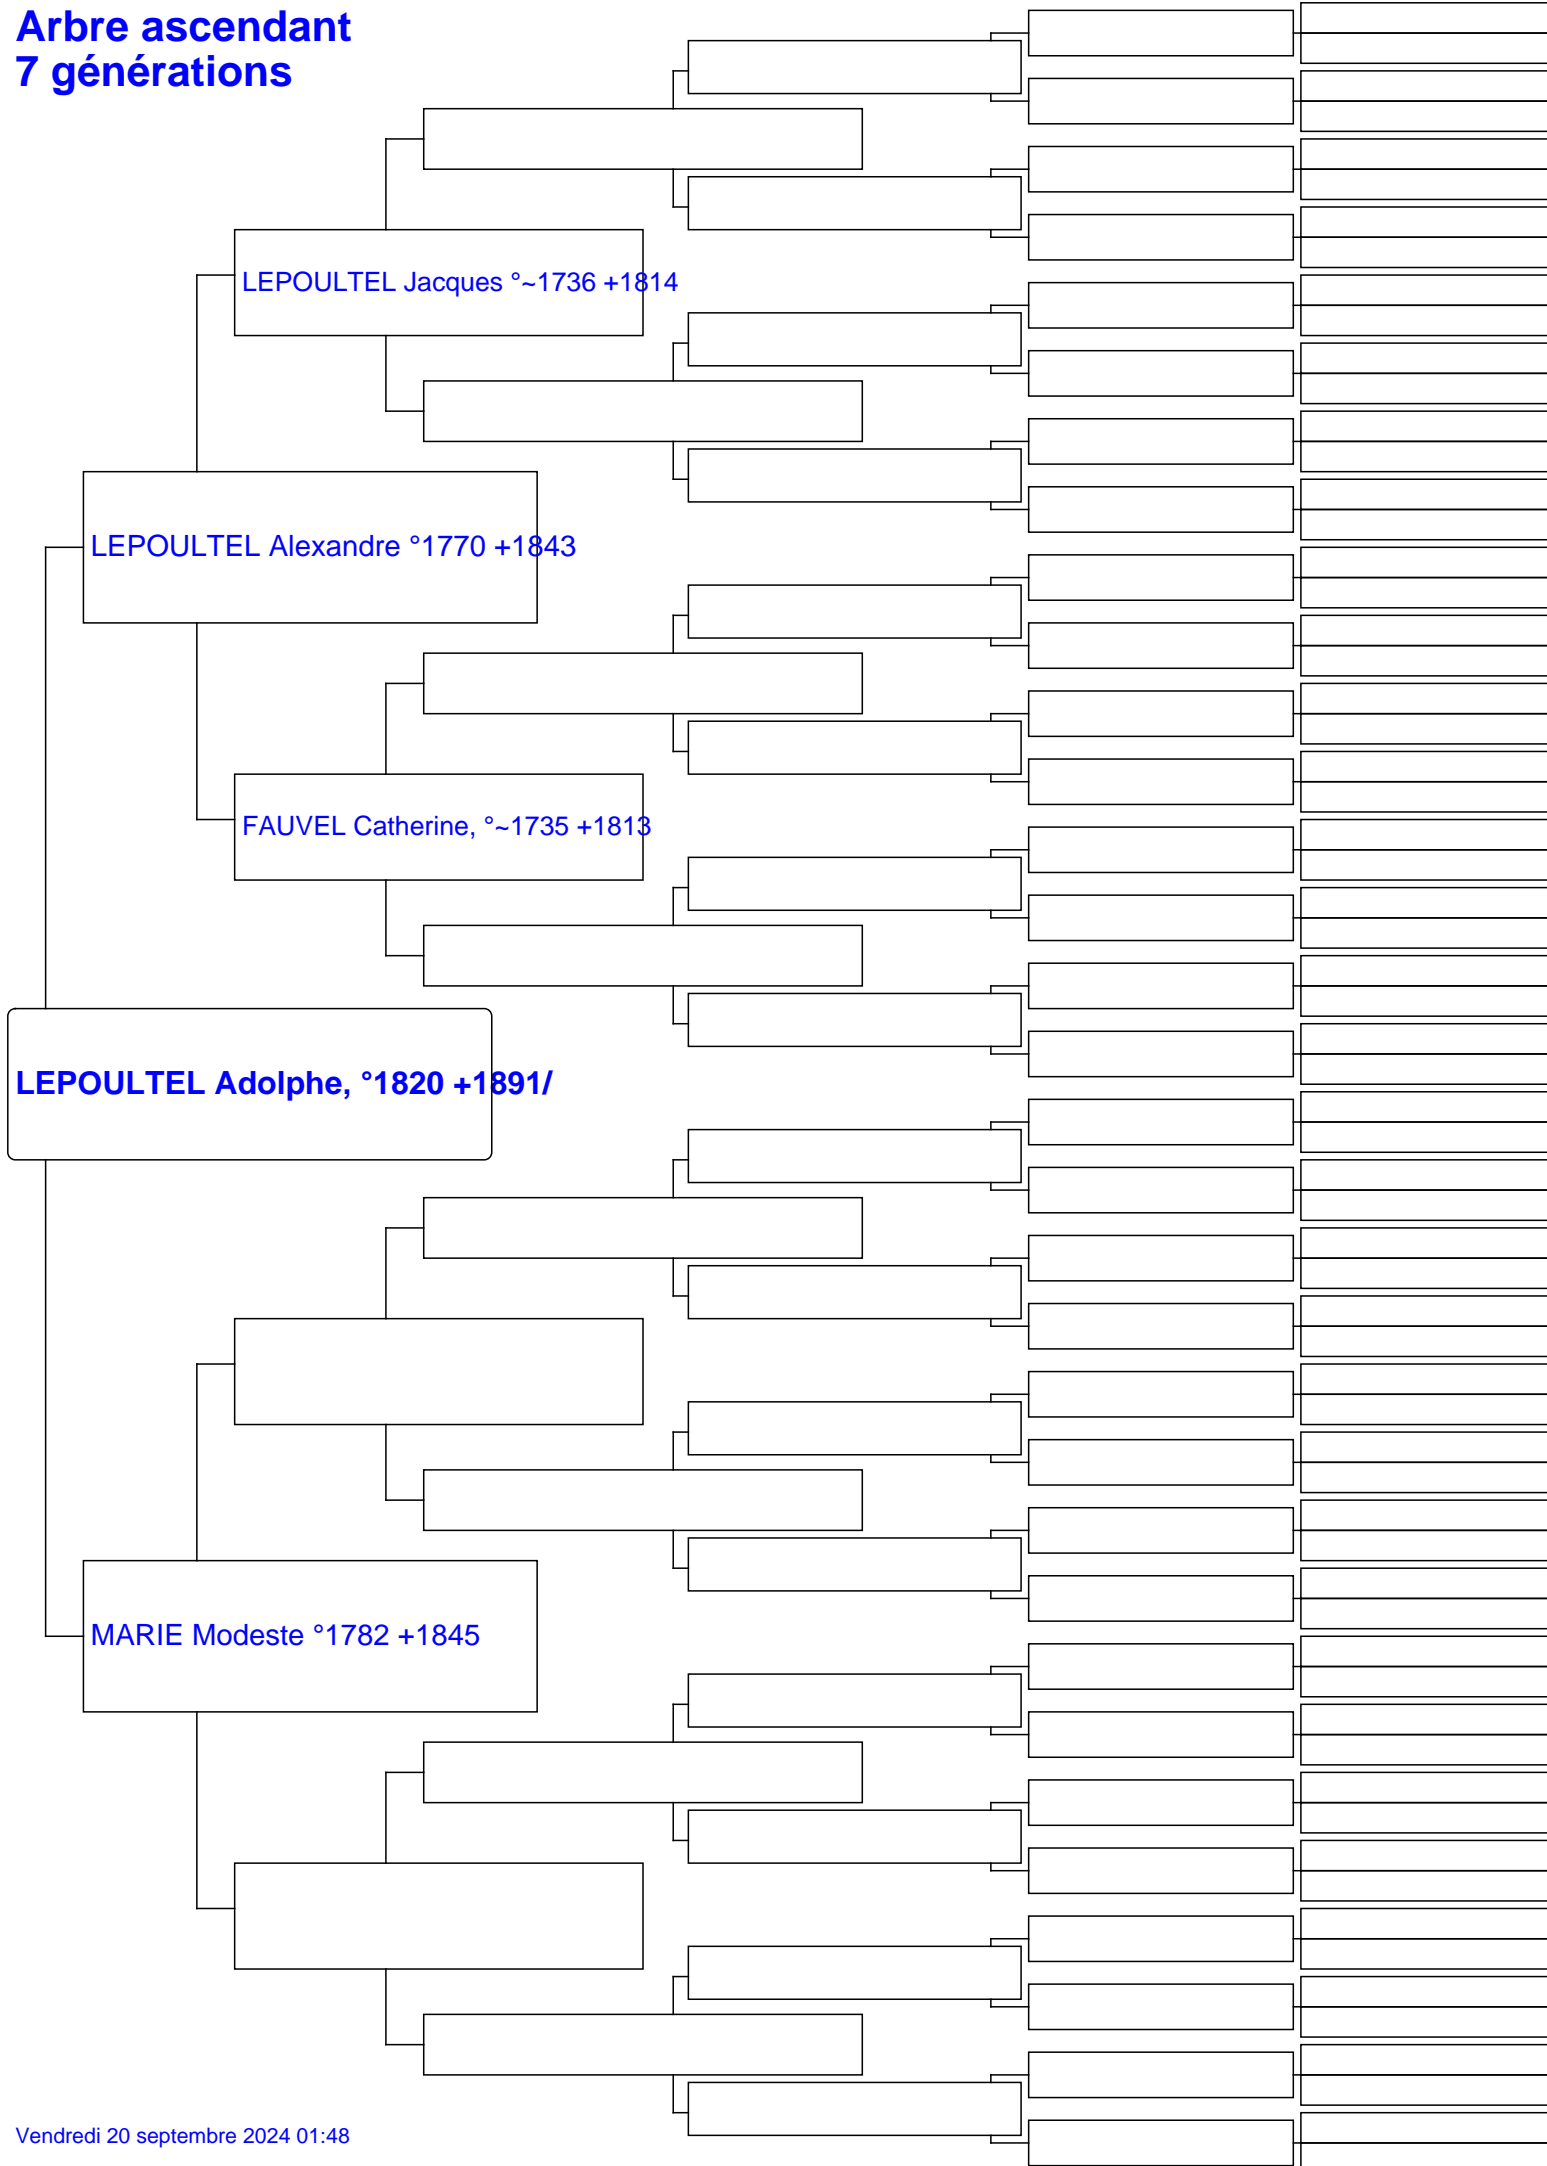 Arbre ascendant
7 générations
LEPOULTEL Jacques °~1736 +1814
LEPOULTEL Alexandre °1770 +1843
FAUVEL Catherine, °~1735 +1813
LEPOULTEL Adolphe, °1820 +1891/
MARIE Modeste °1782 +1845
Vendredi 20 septembre 2024 01:48